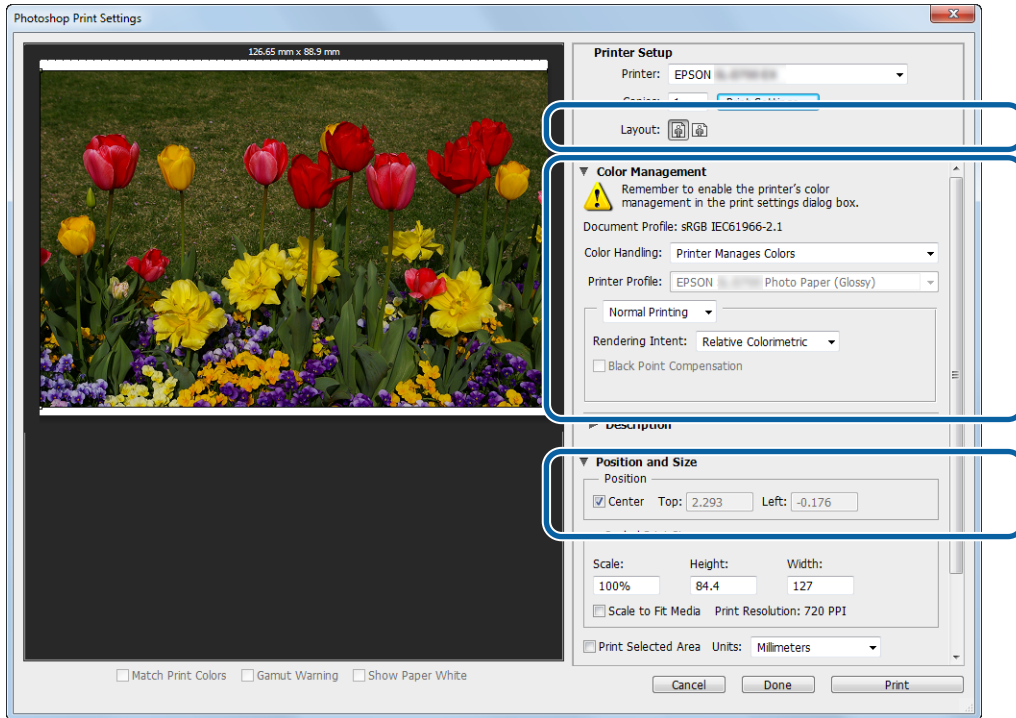 Photoshop Print Settings
126.65 mm x 88.9 mm
Printer Setup
Printer: EPSON
Layout:
Color Management
Remember to enable the printer's color
management in the print settings dialog box.
Document Profile: sRGB IEC61966-2.1
Color Handling: Printer Manages Colors
Printer Profile: EPSON Photo Paper (Glossy)
Normal Printing
Rendering Intent: Relative Colorimetric
Black Point Compensation
Description
Position and Size
Position
Center Top: 2.293 Left: -0.176
Scale: Height: Width:
100% 84.4 127
Scale to Fit Media Print Resolution: 720 PPI
Print Selected Area Units: Millimeters
Match Print Colors Gamut Warning Show Paper White
Cancel Done Print